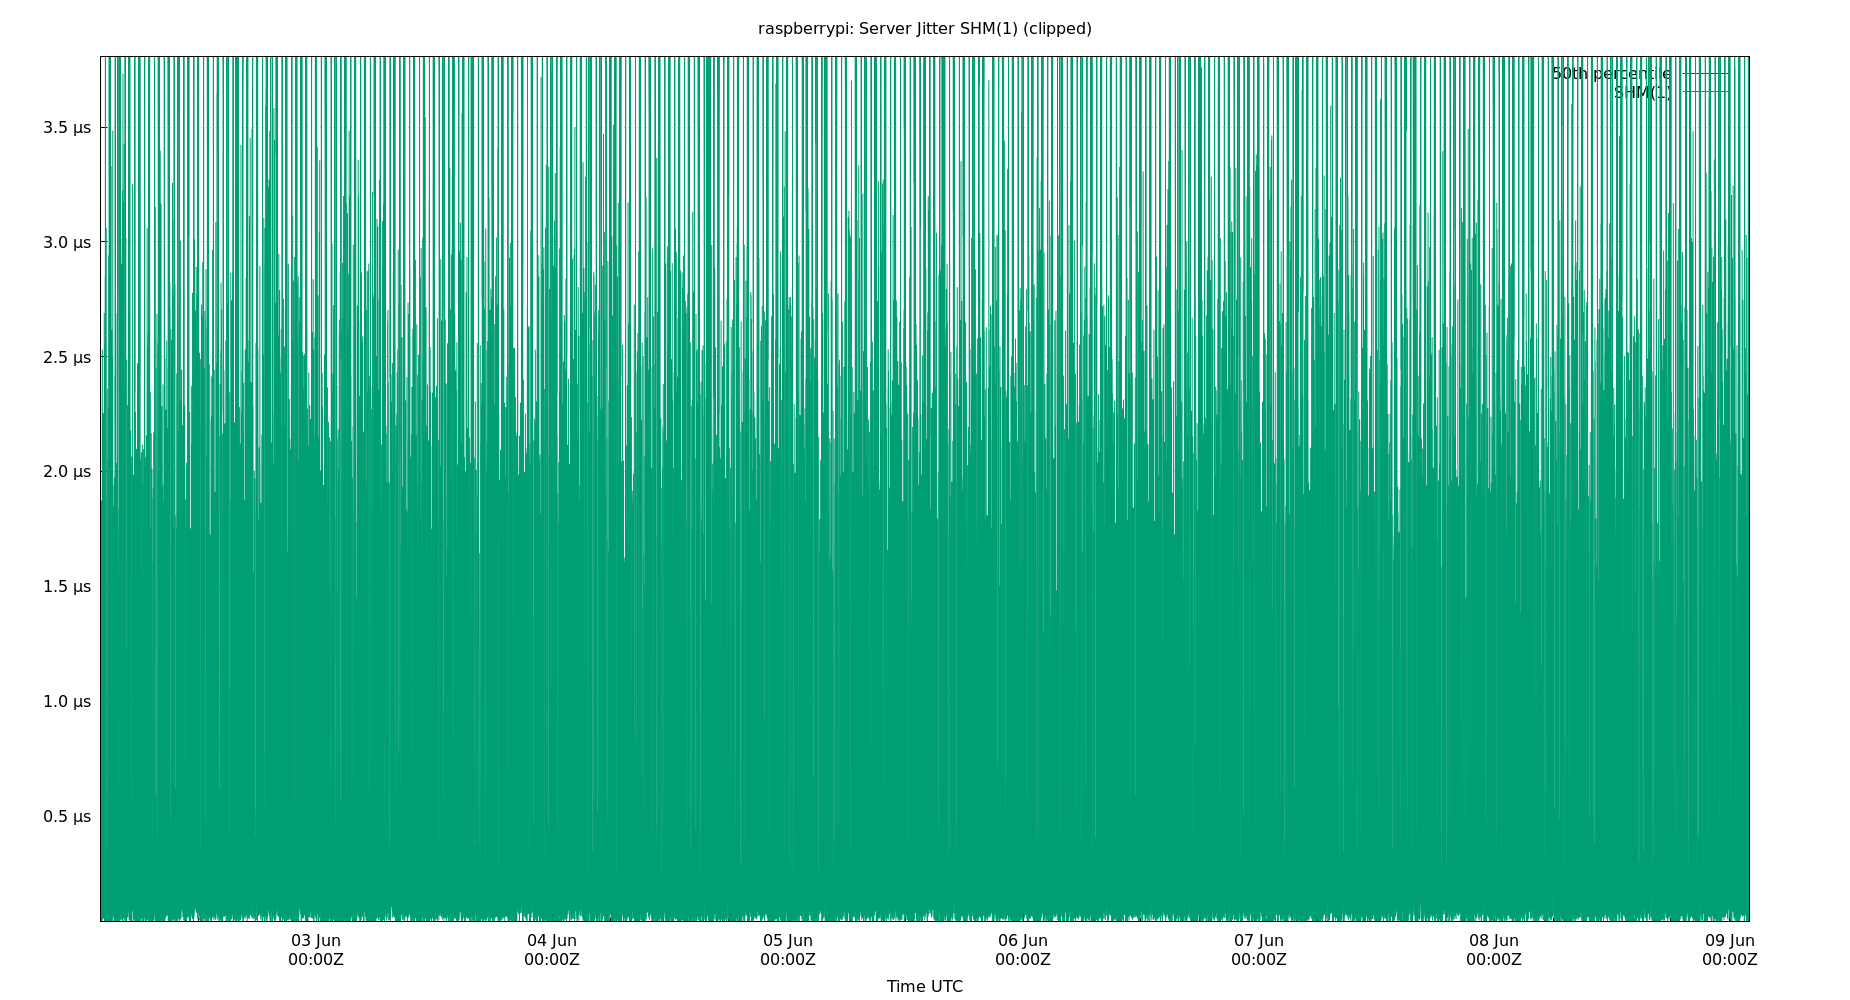 raspberrypi: Server Jitter SHM(1) (clipped)
50th percentile
SHM(1)
3.5 µs
3.0 µs
2.5 µs
2.0 µs
1.5 µs
1.0 µs
0.5 µs
03 Jun 04 Jun 05 Jun 06 Jun 07 Jun 08 Jun 09 Jun
00:00Z 00:00Z 00:00Z 00:00Z 00:00Z 00:00Z 00:00Z
Time UTC